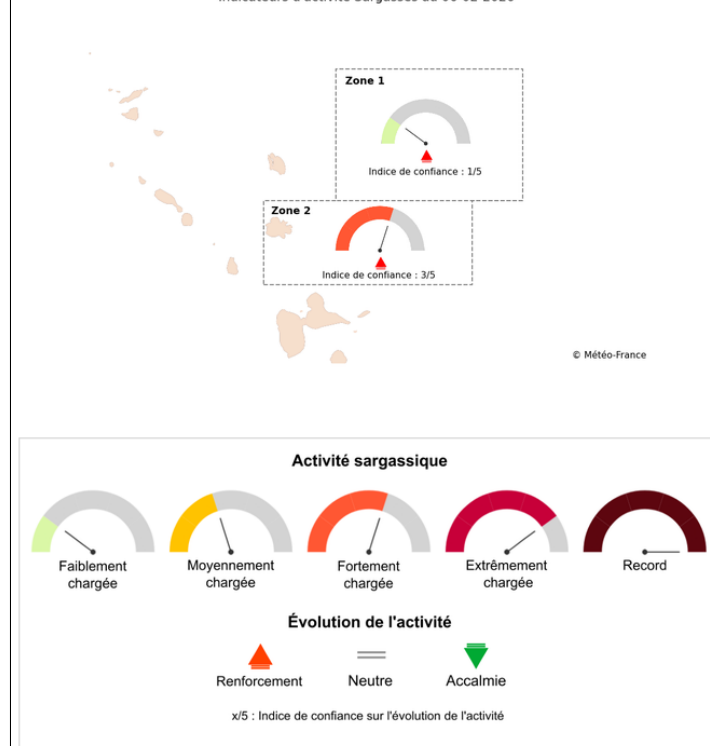 Zone 1
Indice de confiance : 1/5
Zone 2
Indice de confiance : 3/5
© Météo-France
Activité sargassique
Faiblement
chargée
Moyennement
chargée
Fortement
chargée
Extrêmement
chargée
Record
Évolution de l'activité
Renforcement
Neutre
Accalmie
x/5 : Indice de confiance sur l'évolution de l'activité